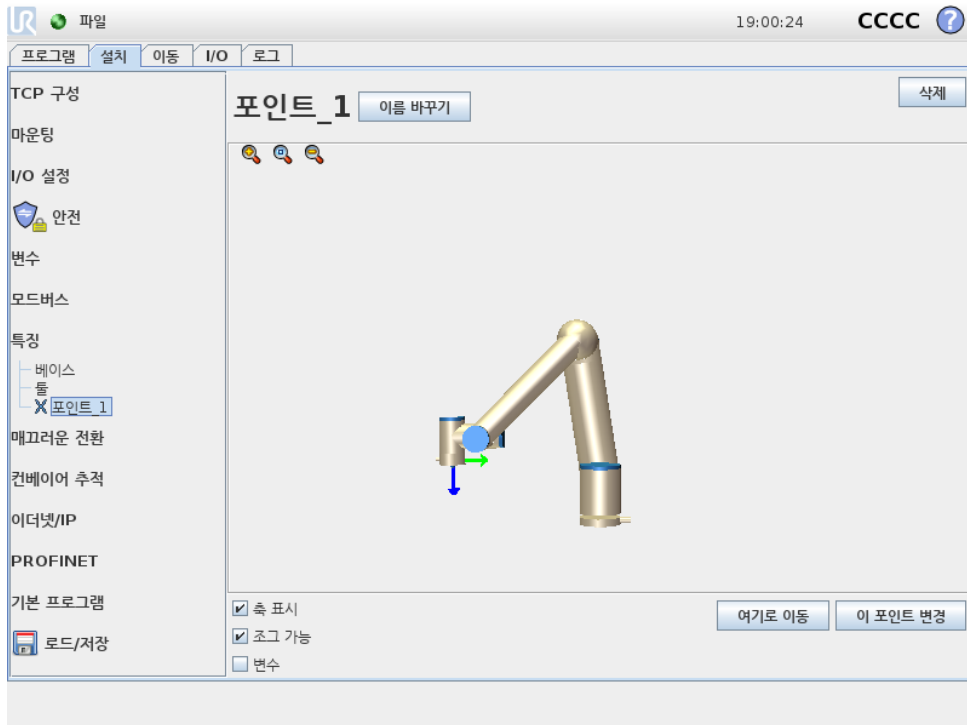 UR
파일
19:00:24
CCCC
?
프로그램
설치
이동
I/O
로그
TCP 구성
마운팅
I/O 설정
안전
변수
모드버스
특징
베이스
툴
포인트_1
매끄러운 전환
컨베이어 추적
이더넷/IP
PROFINET
기본 프로그램
로드/저장
포인트_1
이름 바꾸기
삭제
축 표시
조그 가능
변수
여기로 이동
이 포인트 변경